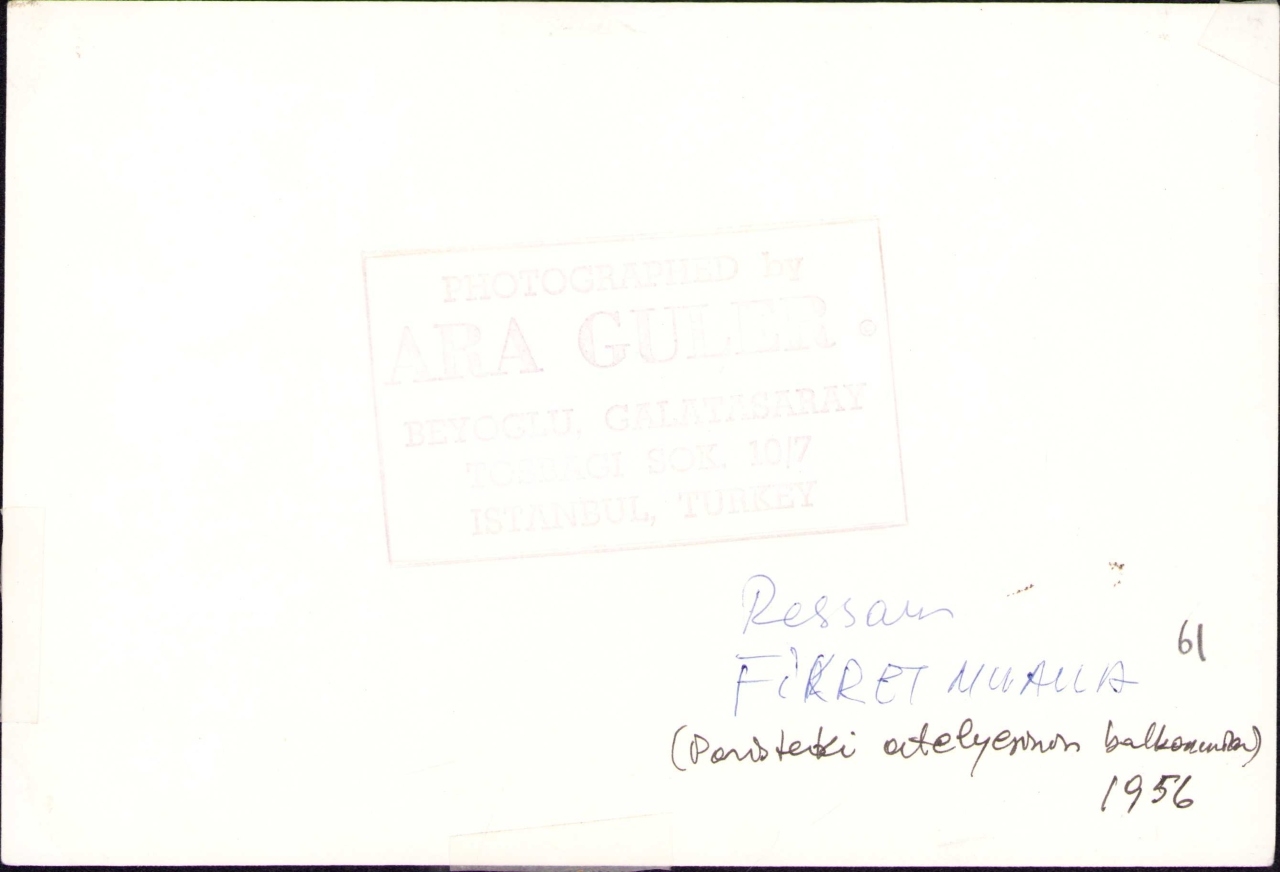 PHOTOGRAPHED by
ARA GULER ©
BEYOGLU, GALATASARAY
TOSBAGI SOK. 10/7
ISTANBUL, TURKEY
Ressam
FİKRET MUALLA
61
(Paristeki atelyesinin balkonunda)
1956